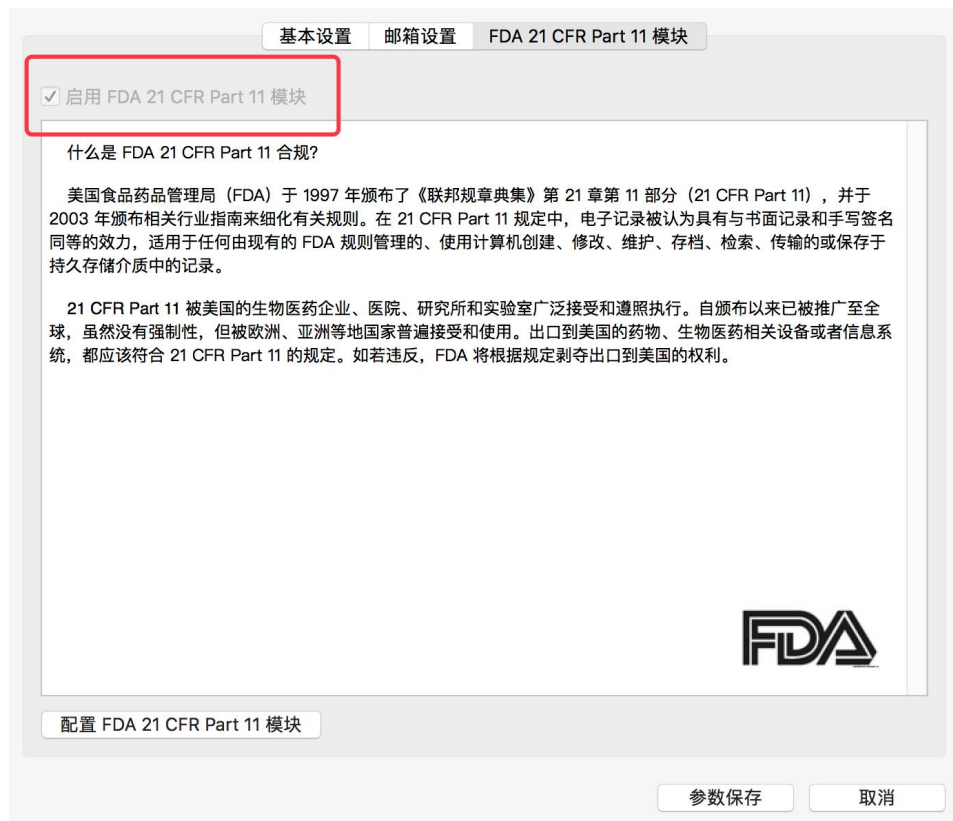 基本设置 邮箱设置 FDA 21 CFR Part 11 模块
启用 FDA 21 CFR Part 11 模块
什么是 FDA 21 CFR Part 11 合规?
美国食品药品管理局（FDA）于 1997 年颁布了《联邦规章典集》第 21 章第 11 部分（21 CFR Part 11），并于
2003 年颁布相关行业指南来细化有关规则。在 21 CFR Part 11 规定中，电子记录被认为具有与书面记录和手写签名
同等的效力，适用于任何由现有的 FDA 规则管理的、使用计算机创建、修改、维护、存档、检索、传输的或保存于
持久存储介质中的记录。
21 CFR Part 11 被美国的生物医药企业、医院、研究所和实验室广泛接受和遵照执行。自颁布以来已被推广至全
球，虽然没有强制性，但被欧洲、亚洲等地国家普遍接受和使用。出口到美国的药物、生物医药相关设备或者信息系
统，都应该符合 21 CFR Part 11 的规定。如若违反，FDA 将根据规定剥夺出口到美国的权利。
FDA
配置 FDA 21 CFR Part 11 模块
参数保存 取消